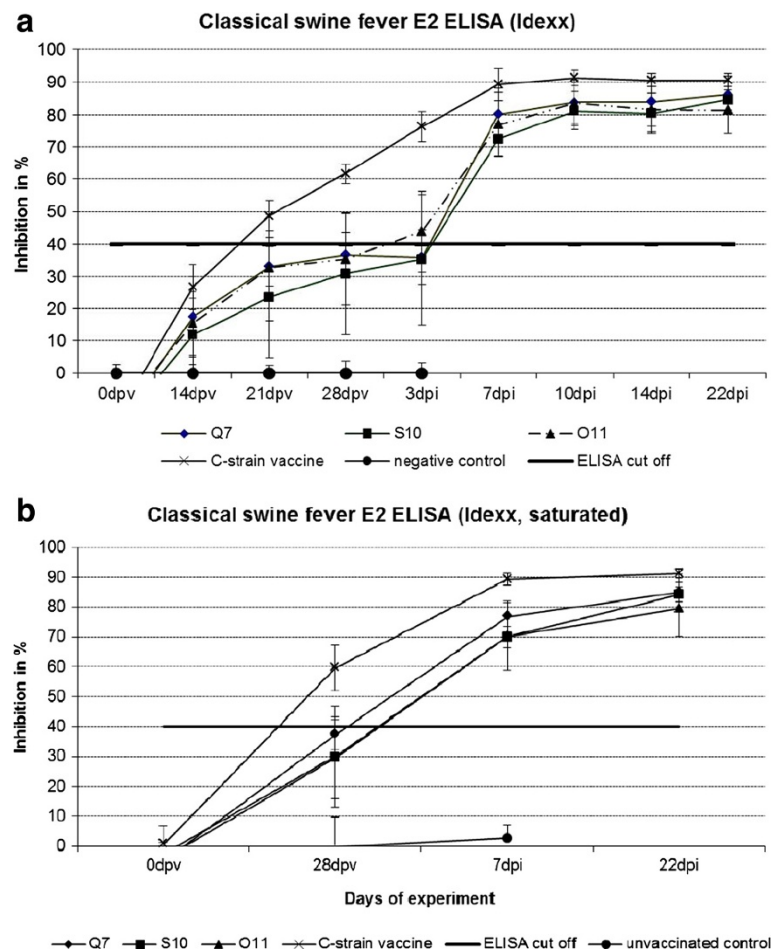 a
Classical swine fever E2 ELISA (Idexx)
Inhibition in %
100
90
80
70
60
50
40
30
20
10
0
0dpv 14dpv 21dpv 28dpv 3dpi 7dpi 10dpi 14dpi 22dpi
Q7 S10 O11
C-strain vaccine negative control ELISA cut off
b
Classical swine fever E2 ELISA (Idexx, saturated)
Inhibition in %
100
90
80
70
60
50
40
30
20
10
0
0dpv 28dpv 7dpi 22dpi
Days of experiment
Q7 S10 O11 C-strain vaccine ELISA cut off unvaccinated control